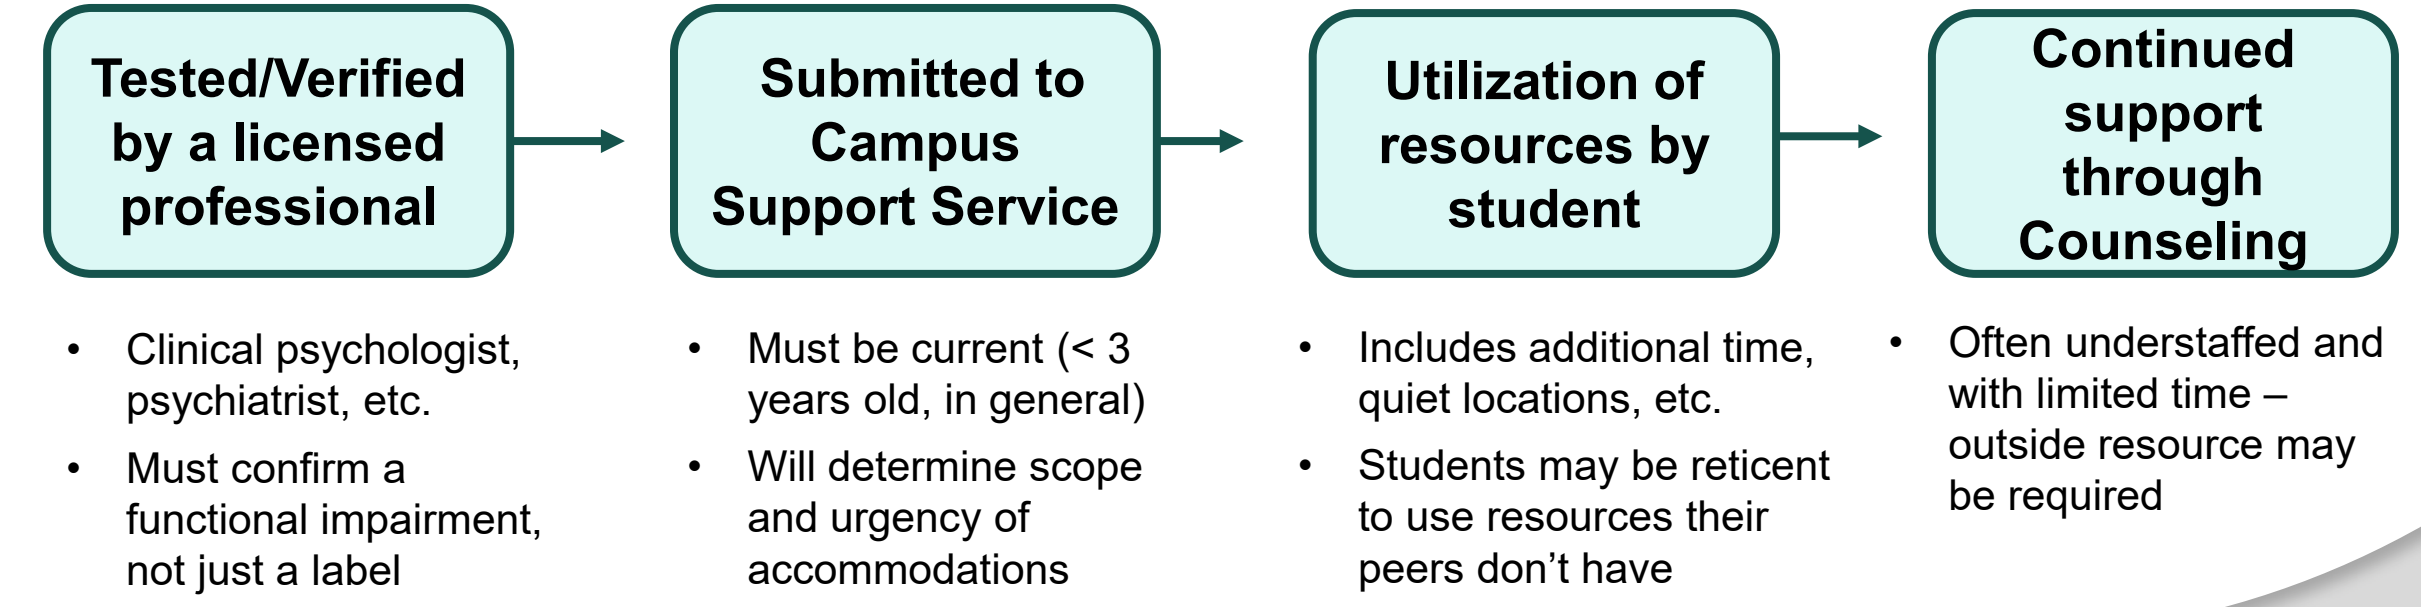 Tested/Verified
by a licensed
professional
Submitted to
Campus
Support Service
Utilization of
resources by
student
Continued
support
through
Counseling
• Clinical psychologist,
psychiatrist, etc.
• Must confirm a
functional impairment,
not just a label
• Must be current (< 3
years old, in general)
• Will determine scope
and urgency of
accommodations
• Includes additional time,
quiet locations, etc.
• Students may be reticent
to use resources their
peers don’t have
• Often understaffed and
with limited time –
outside resource may
be required